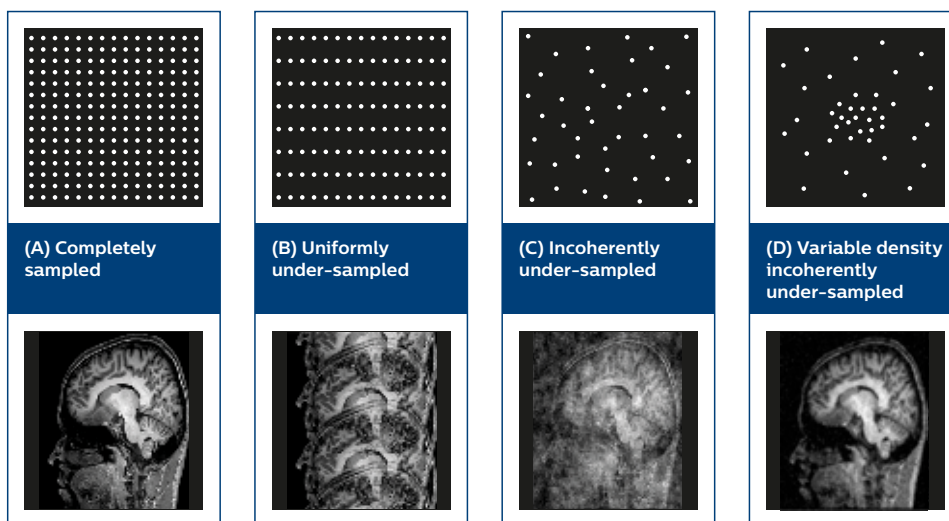 (A) Completely
sampled
(B) Uniformly
under-sampled
(C) Incoherently
under-sampled
(D) Variable density
incoherently
under-sampled